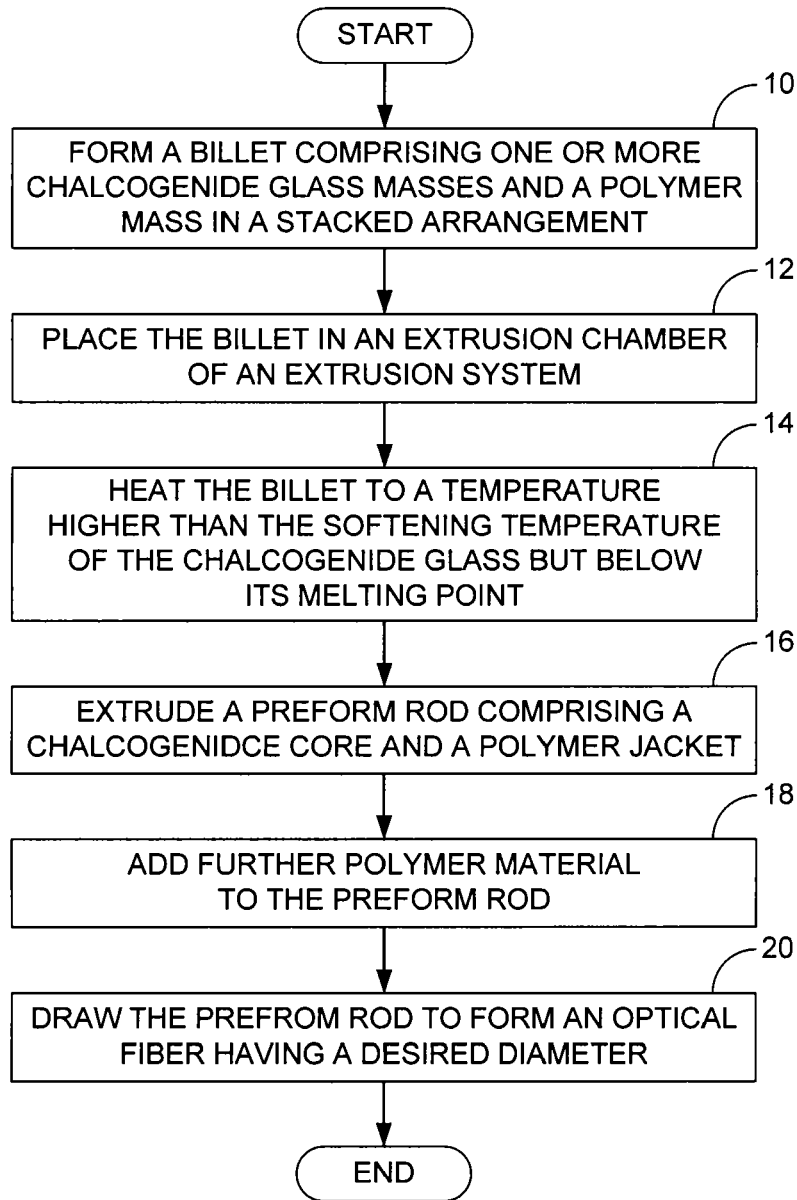 START
10
FORM A BILLET COMPRISING ONE OR MORE
CHALCOGENIDE GLASS MASSES AND A POLYMER
MASS IN A STACKED ARRANGEMENT
12
PLACE THE BILLET IN AN EXTRUSION CHAMBER
OF AN EXTRUSION SYSTEM
14
HEAT THE BILLET TO A TEMPERATURE
HIGHER THAN THE SOFTENING TEMPERATURE
OF THE CHALCOGENIDE GLASS BUT BELOW
ITS MELTING POINT
16
EXTRUDE A PREFORM ROD COMPRISING A
CHALCOGENIDCE CORE AND A POLYMER JACKET
18
ADD FURTHER POLYMER MATERIAL
TO THE PREFORM ROD
20
DRAW THE PREFROM ROD TO FORM AN OPTICAL
FIBER HAVING A DESIRED DIAMETER
END